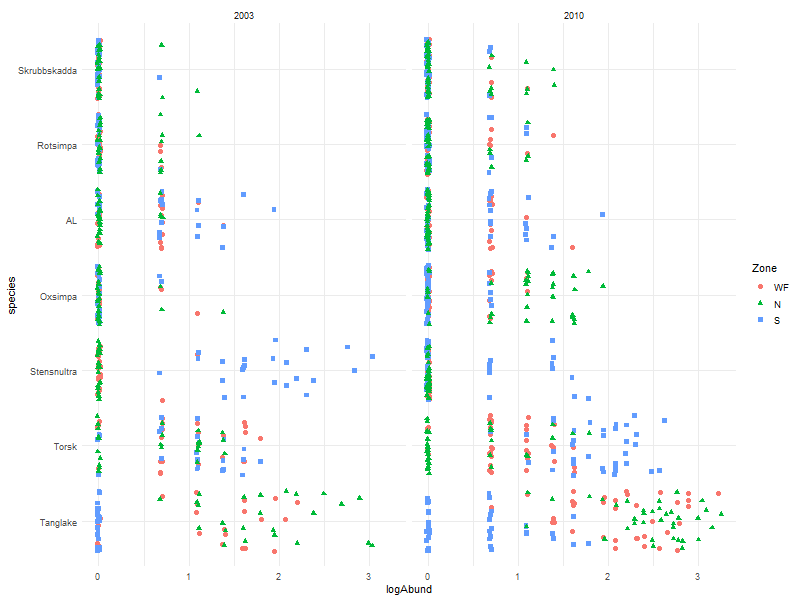 2003
2010
Skrubbskadda
Rotsimpa
AL
Oxsimpa
Stensnultra
Torsk
Tanglake
species
0
1
2
3
0
1
2
3
logAbund
Zone
WF
N
S